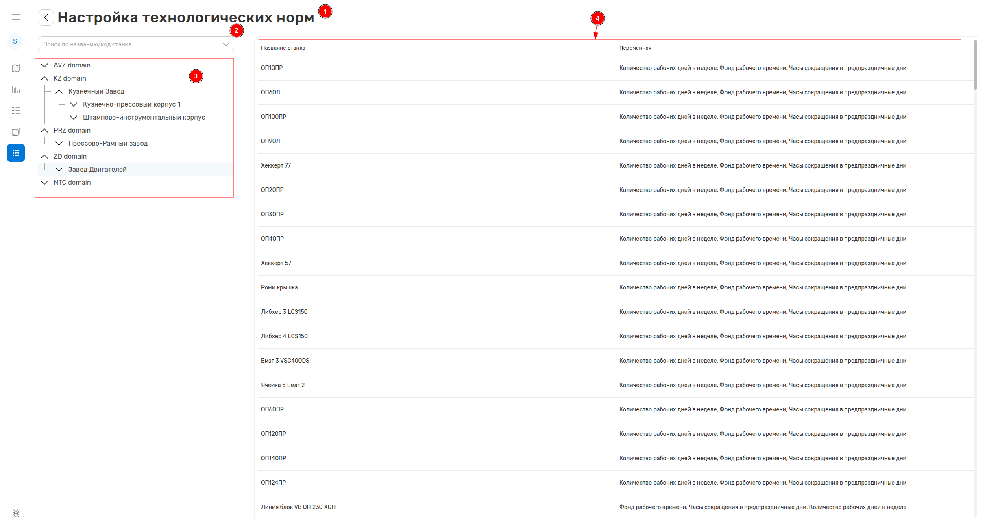 Настройка технологических норм
1
2
4
S
Поиск по названию/код станка
3
AVZ domain
KZ domain
Кузнечный Завод
Кузнечно-прессовый корпус 1
Штампово-инструментальный корпус
PRZ domain
Прессово-Рамный завод
ZD domain
Завод Двигателей
NTC domain
Название станка Переменная
ОП10ПР Количество рабочих дней в неделе, Фонд рабочего времени, Часы сокращения в предпраздничные дни
ОП60Л Количество рабочих дней в неделе, Фонд рабочего времени, Часы сокращения в предпраздничные дни
ОП100ПР Количество рабочих дней в неделе, Фонд рабочего времени, Часы сокращения в предпраздничные дни
ОП90Л Количество рабочих дней в неделе, Фонд рабочего времени, Часы сокращения в предпраздничные дни
Хеккерт 77 Количество рабочих дней в неделе, Фонд рабочего времени, Часы сокращения в предпраздничные дни
ОП20ПР Количество рабочих дней в неделе, Фонд рабочего времени, Часы сокращения в предпраздничные дни
ОП30ПР Количество рабочих дней в неделе, Фонд рабочего времени, Часы сокращения в предпраздничные дни
ОП40ПР Количество рабочих дней в неделе, Фонд рабочего времени, Часы сокращения в предпраздничные дни
Хеккерт 57 Количество рабочих дней в неделе, Фонд рабочего времени, Часы сокращения в предпраздничные дни
Роми крышка Количество рабочих дней в неделе, Фонд рабочего времени, Часы сокращения в предпраздничные дни
Либхер 3 LCS150 Количество рабочих дней в неделе, Фонд рабочего времени, Часы сокращения в предпраздничные дни
Либхер 4 LCS150 Количество рабочих дней в неделе, Фонд рабочего времени, Часы сокращения в предпраздничные дни
Емаг 3 VSC400DS Количество рабочих дней в неделе, Фонд рабочего времени, Часы сокращения в предпраздничные дни
Ячейка 5 Емаг 2 Количество рабочих дней в неделе, Фонд рабочего времени, Часы сокращения в предпраздничные дни
ОП60ПР Количество рабочих дней в неделе, Фонд рабочего времени, Часы сокращения в предпраздничные дни
ОП120ПР Количество рабочих дней в неделе, Фонд рабочего времени, Часы сокращения в предпраздничные дни
ОП140ПР Количество рабочих дней в неделе, Фонд рабочего времени, Часы сокращения в предпраздничные дни
ОП124ПР Количество рабочих дней в неделе, Фонд рабочего времени, Часы сокращения в предпраздничные дни
Линия блок V8 ОП 230 ХОН Фонд рабочего времени, Часы сокращения в предпраздничные дни, Количество рабочих дней в неделе